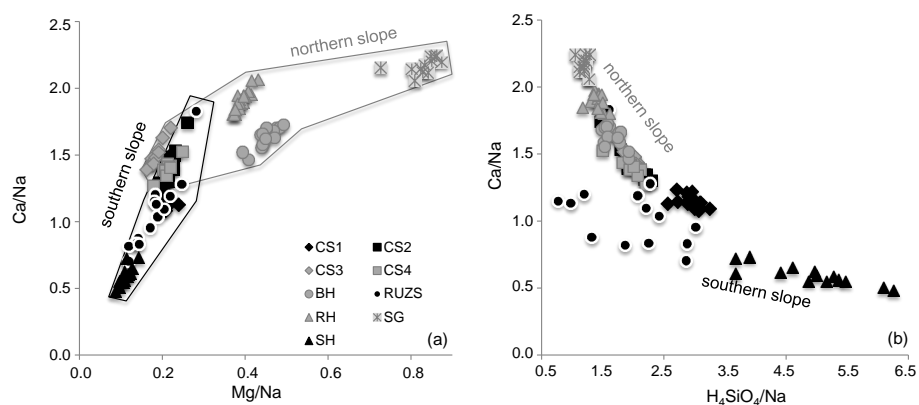 2.5
2.0
1.5
1.0
0.5
0.0
Ca/Na
0.0 0.2 0.4 0.6 0.8
Mg/Na
northern slope
southern slope
CS1 CS2
CS3 CS4
BH RUZS
RH SG
SH
(a)
2.5
2.0
1.5
1.0
0.5
0.0
Ca/Na
0.5 1.5 2.5 3.5 4.5 5.5 6.5
H₄SiO₄/Na
northern slope
southern slope
(b)